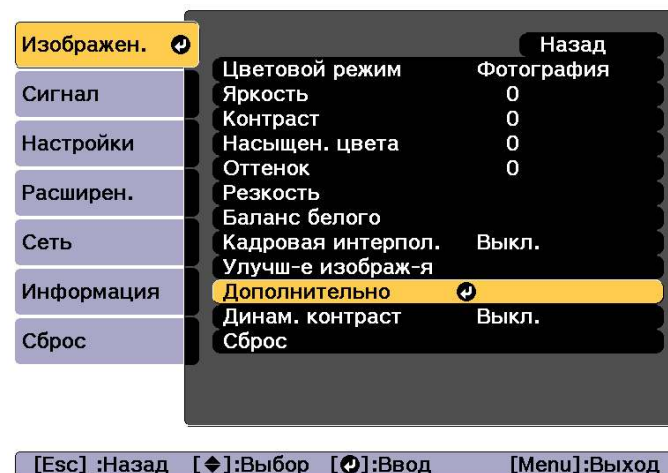 Изображен.
Сигнал
Настройки
Расширен.
Сеть
Информация
Сброс
Назад
Цветовой режим Фотография
Яркость 0
Контраст 0
Насыщен. цвета 0
Оттенок 0
Резкость
Баланс белого
Кадровая интерпол. Выкл.
Улучш-е изображ-я
Дополнительно
Динам. контраст Выкл.
Сброс
[Esc] :Назад [◆]:Выбор [⏎]:Ввод [Menu]:Выход